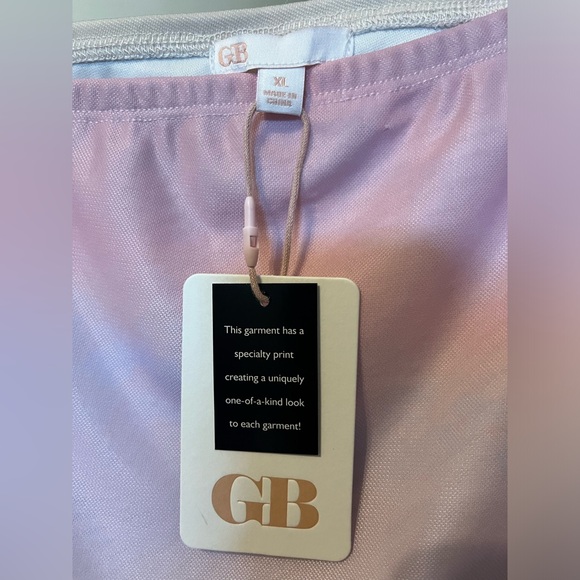 GB
XL
MADE IN
CHINA
This garment has a
specialty print
creating a uniquely
one-of-a-kind look
to each garment!
GB